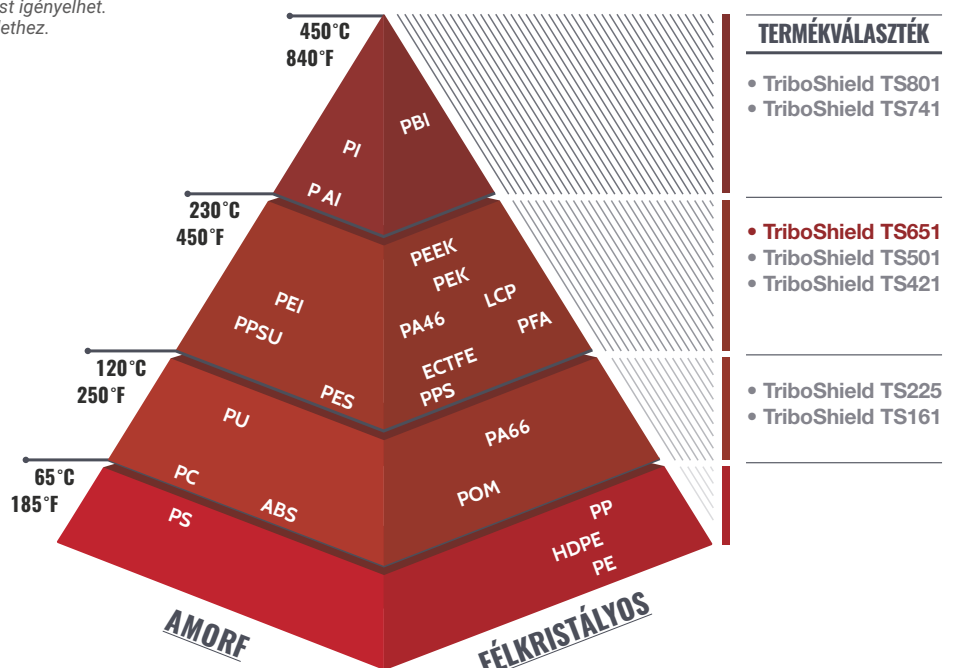 st igényelhet.
ethez.
450°C
840°F
TERMÉKVÁLASZTÉK
• TriboShield TS801
• TriboShield TS741
PBI
PI
P AI
230°C
450°F
• TriboShield TS651
• TriboShield TS501
• TriboShield TS421
PEEK
PEK
LCP
PEI
PA46
PFA
PPSU
ECTFE
PPS
PES
120°C
250°F
• TriboShield TS225
• TriboShield TS161
PU
PA66
PC
POM
ABS
65°C
185°F
PS
PP
HDPE
PE
AMORF
FÉLKRISTÁLYOS